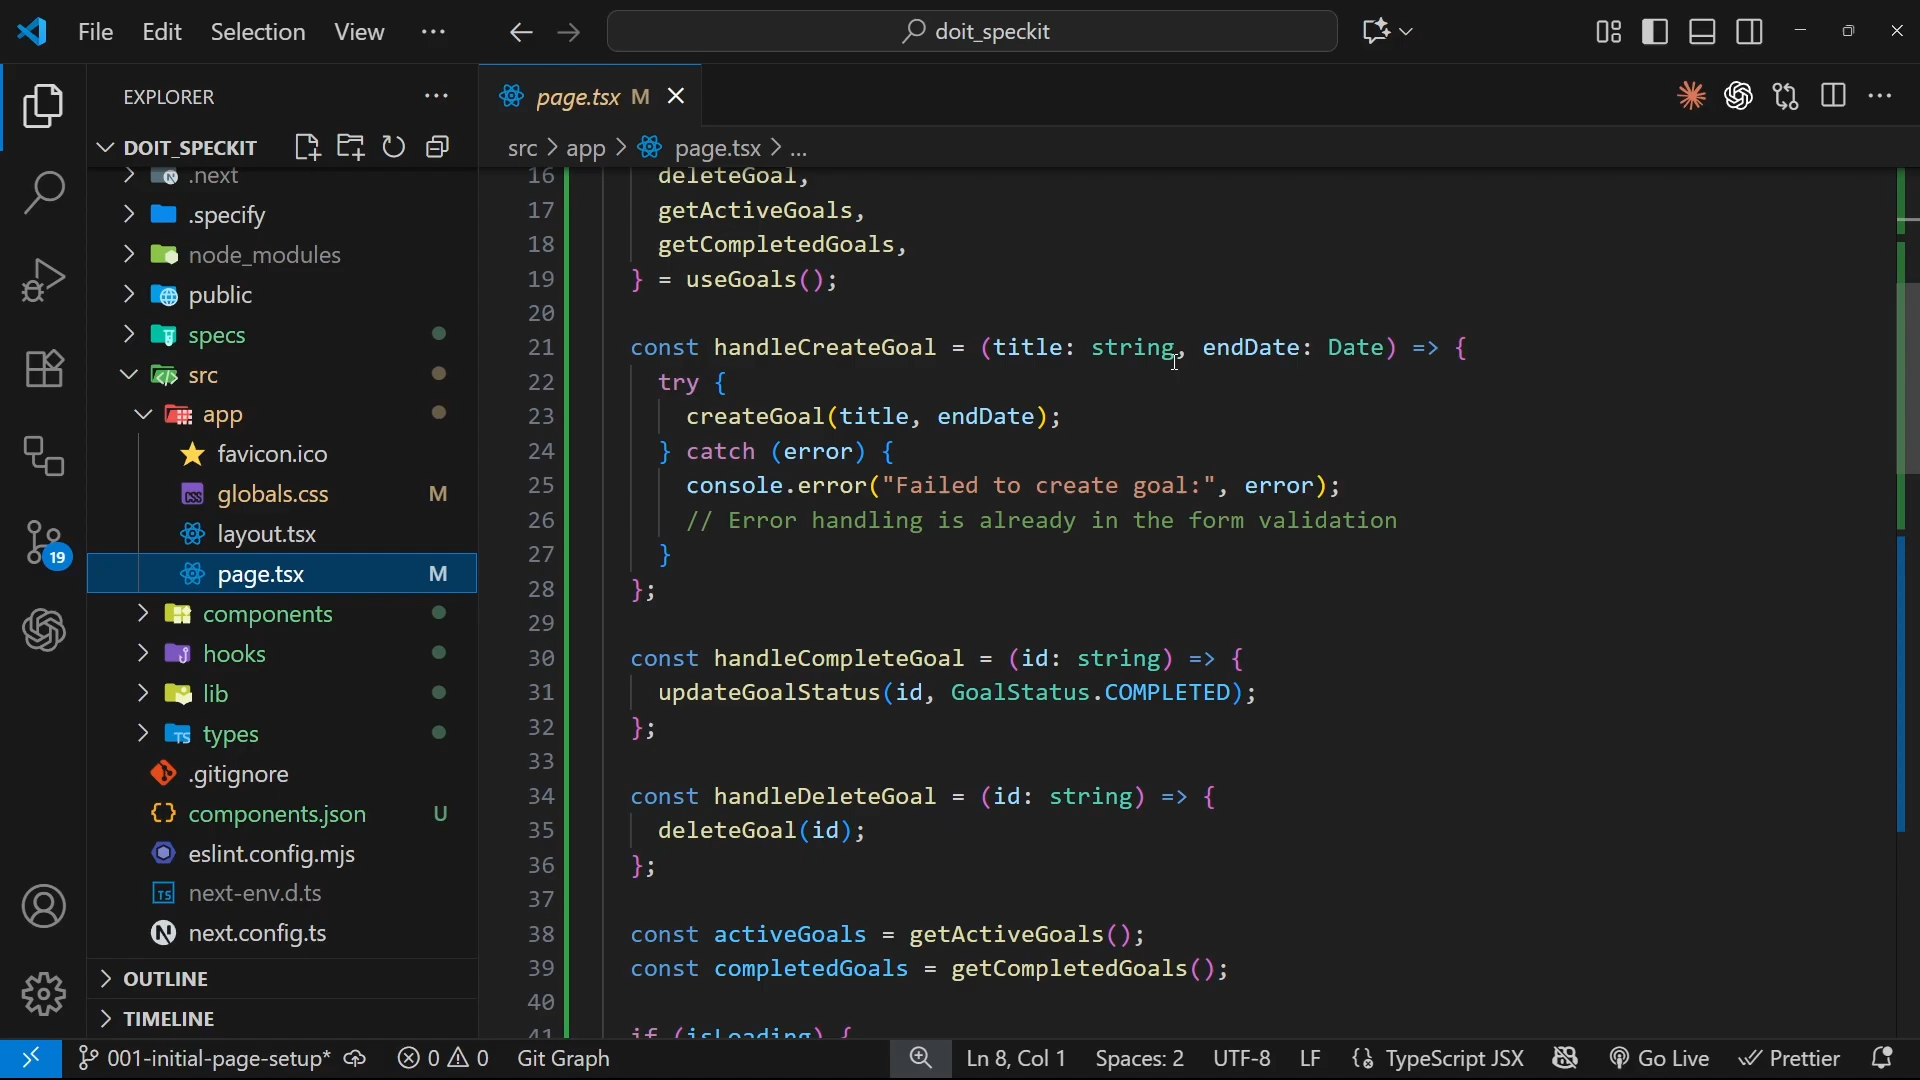 File Edit Selection View ...
doit_speckit
EXPLORER
...
page.tsx M
DOIT_SPECKIT
src > app > page.tsx > ...
.next
.specify
node_modules
public
specs
src
app
favicon.ico
globals.css M
layout.tsx
page.tsx M
components
hooks
lib
types
.gitignore
components.json U
eslint.config.mjs
next-env.d.ts
next.config.ts
OUTLINE
TIMELINE
19
16 deleteGoal,
17 getActiveGoals,
18 getCompletedGoals,
19 } = useGoals();
20
21 const handleCreateGoal = (title: string, endDate: Date) => {
22 try {
23 createGoal(title, endDate);
24 } catch (error) {
25 console.error("Failed to create goal:", error);
26 // Error handling is already in the form validation
27 }
28 };
29
30 const handleCompleteGoal = (id: string) => {
31 updateGoalStatus(id, GoalStatus.COMPLETED);
32 };
33
34 const handleDeleteGoal = (id: string) => {
35 deleteGoal(id);
36 };
37
38 const activeGoals = getActiveGoals();
39 const completedGoals = getCompletedGoals();
40
41 if (isLoading) {
001-initial-page-setup* 0 0 Git Graph Ln 8, Col 1 Spaces: 2 UTF-8 LF TypeScript JSX Go Live Prettier